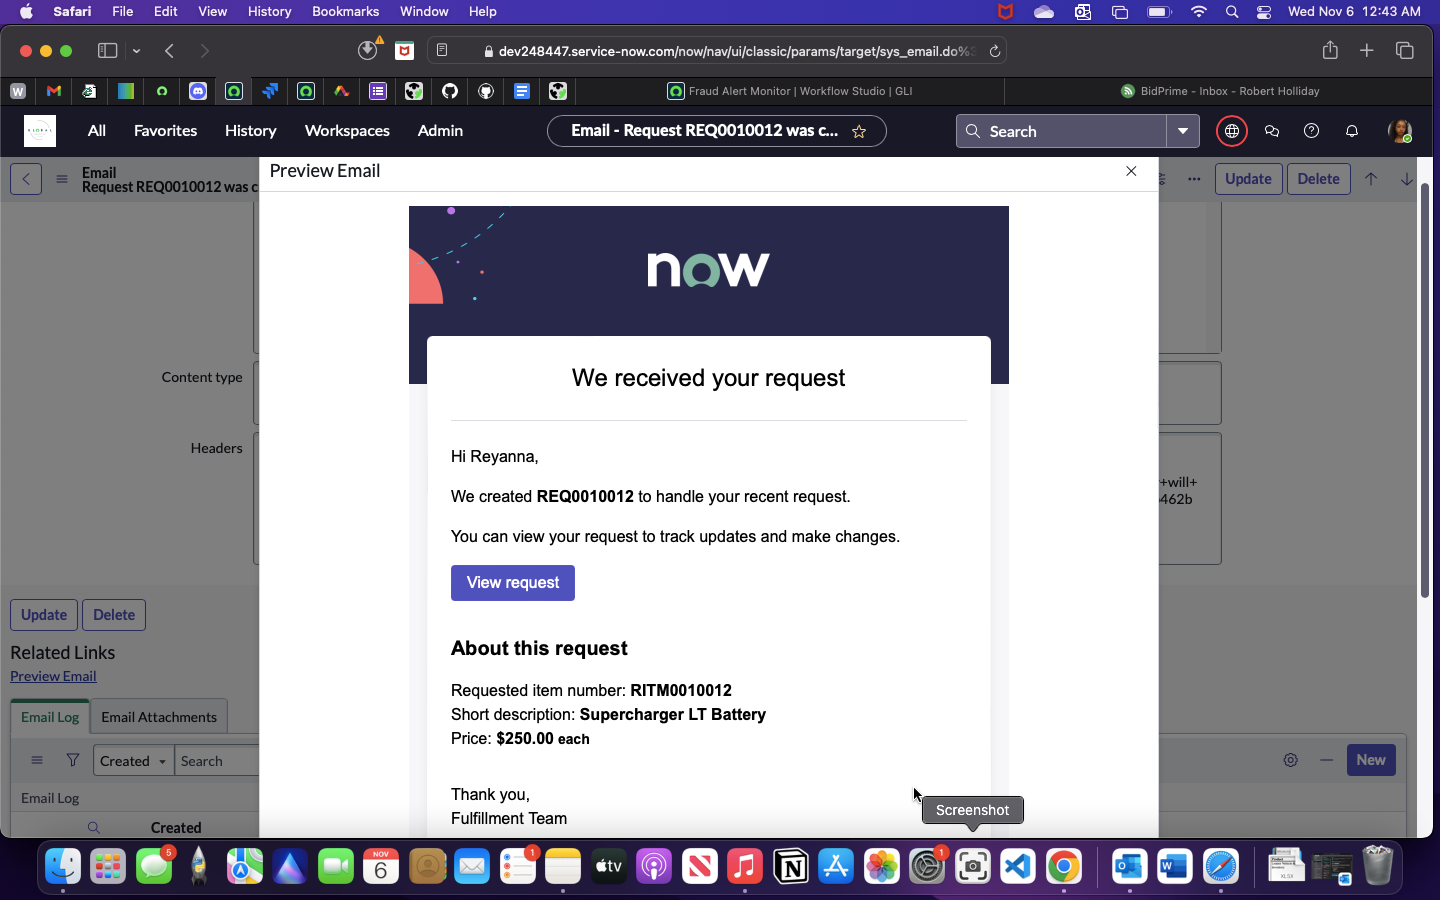 Safari File Edit View History Bookmarks Window Help Wed Nov 6 12:43 AM
dev248447.service-now.com/now/nav/ui/classic/params/target/sys_email.do%3
W Fraud Alert Monitor | Workflow Studio | GLI BidPrime - Inbox - Robert Holliday
All Favorites History Workspaces Admin Email - Request REQ0010012 was c... Search
Email
Request REQ0010012 was c
Preview Email
Update Delete
now
We received your request
Content type
Headers
Hi Reyanna,
We created REQ0010012 to handle your recent request.
+will+
462b
You can view your request to track updates and make changes.
View request
Update Delete
Related Links
Preview Email
About this request
Requested item number: RITM0010012
Short description: Supercharger LT Battery
Price: $250.00 each
Email Log Email Attachments
Created Search New
Email Log
Created
Thank you,
Fulfillment Team
Screenshot
5 NOV 6 1 tv 1 XLSX